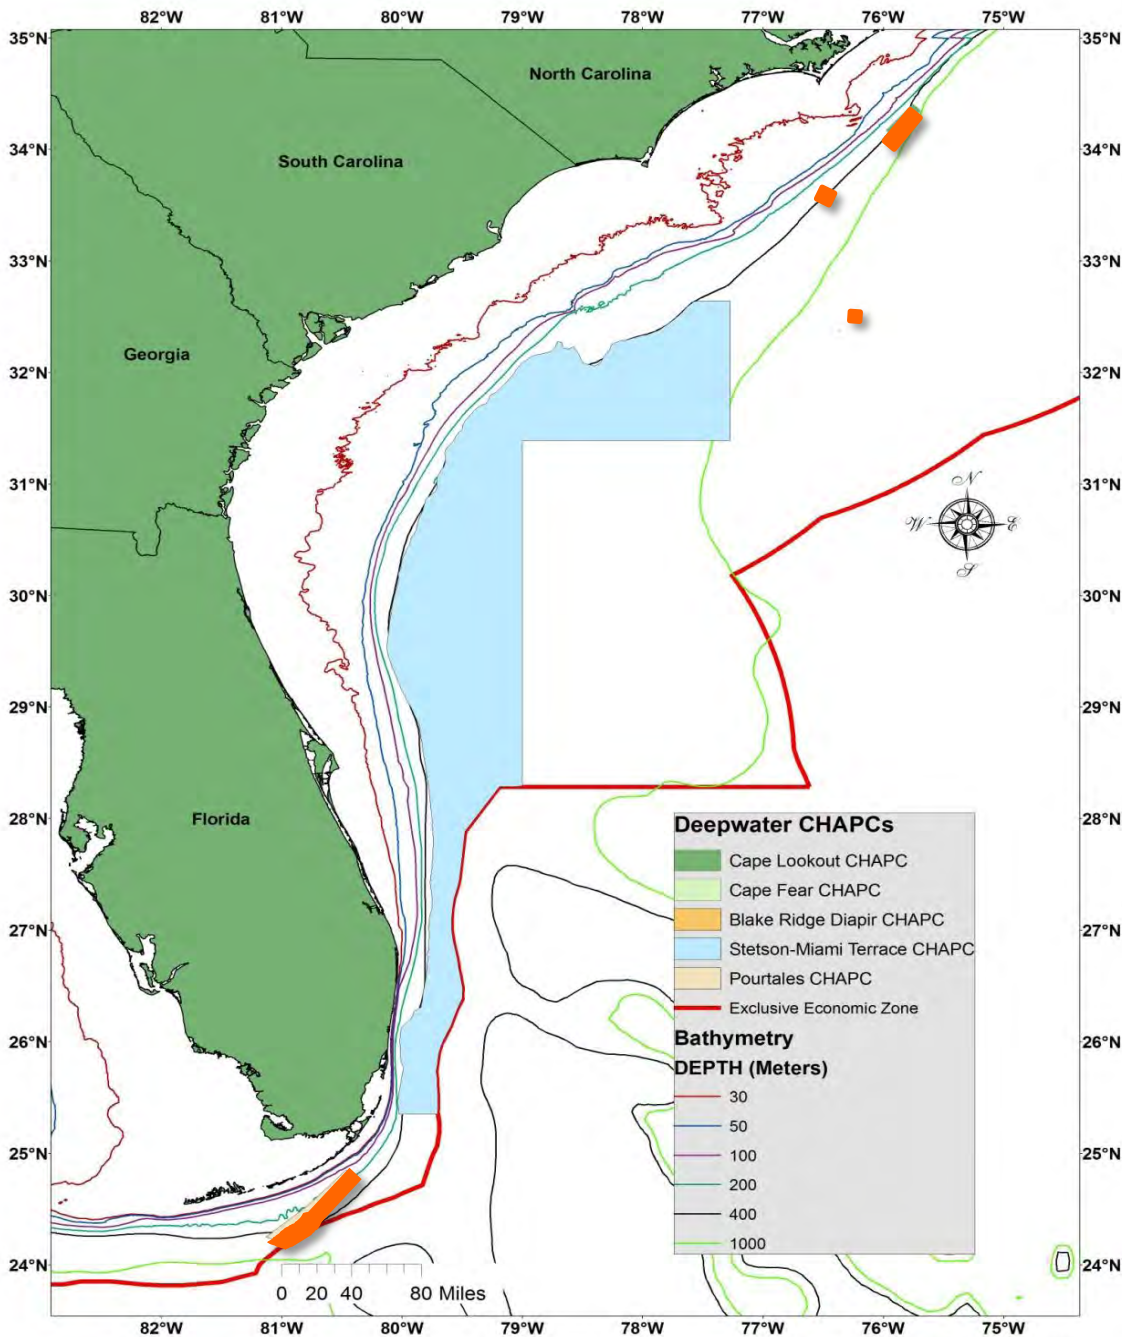 82°W 81°W 80°W 79°W 78°W 77°W 76°W 75°W
35°N 35°N
North Carolina
34°N 34°N
South Carolina
33°N 33°N
Georgia
32°N 32°N
31°N 31°N
N
W E
S
30°N 30°N
29°N 29°N
28°N 28°N
Florida
Deepwater CHAPCs
Cape Lookout CHAPC
Cape Fear CHAPC
Blake Ridge Diapir CHAPC
27°N 27°N
Stetson-Miami Terrace CHAPC
Pourtales CHAPC
Exclusive Economic Zone
26°N 26°N
Bathymetry
DEPTH (Meters)
30
50
25°N 25°N
100
200
400
1000
24°N 24°N
0 20 40 80 Miles
82°W 81°W 80°W 79°W 78°W 77°W 76°W 75°W